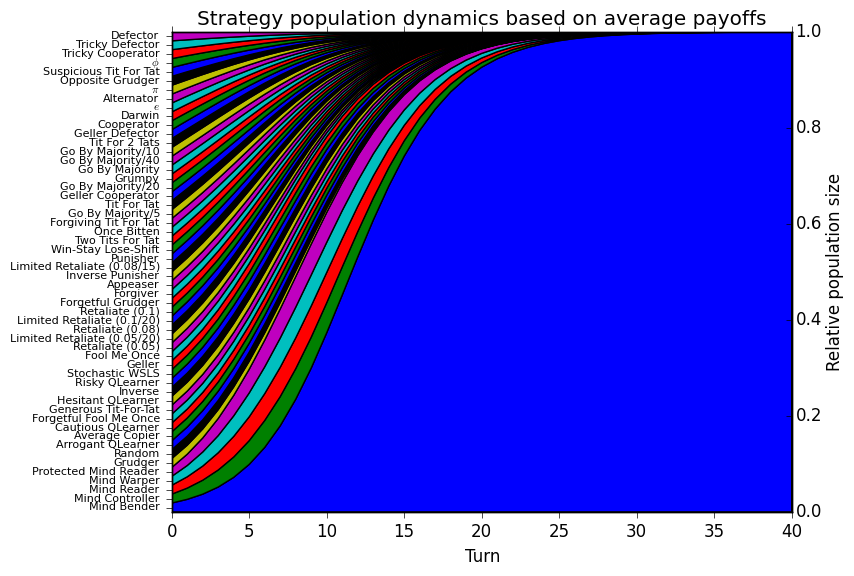 Strategy population dynamics based on average payoffs
Defector
Tricky Defector
Tricky Cooperator
ϕ
Suspicious Tit For Tat
Opposite Grudger
π
Alternator
e
Darwin
Cooperator
Geller Defector
Tit For 2 Tats
Go By Majority/10
Go By Majority/40
Go By Majority
Grumpy
Go By Majority/20
Geller Cooperator
Tit For Tat
Go By Majority/5
Forgiving Tit For Tat
Once Bitten
Two Tits For Tat
Win-Stay Lose-Shift
Punisher
Limited Retaliate (0.08/15)
Inverse Punisher
Appeaser
Forgiver
Forgetful Grudger
Retaliate (0.1)
Limited Retaliate (0.1/20)
Retaliate (0.08)
Limited Retaliate (0.05/20)
Retaliate (0.05)
Fool Me Once
Geller
Stochastic WSLS
Risky QLearner
Inverse
Hesitant QLearner
Generous Tit-For-Tat
Forgetful Fool Me Once
Cautious QLearner
Average Copier
Arrogant QLearner
Random
Grudger
Protected Mind Reader
Mind Warper
Mind Reader
Mind Controller
Mind Bender
0 5 10 15 20 25 30 35 40
Turn
1.0
0.8
0.6
0.4
0.2
0.0
Relative population size